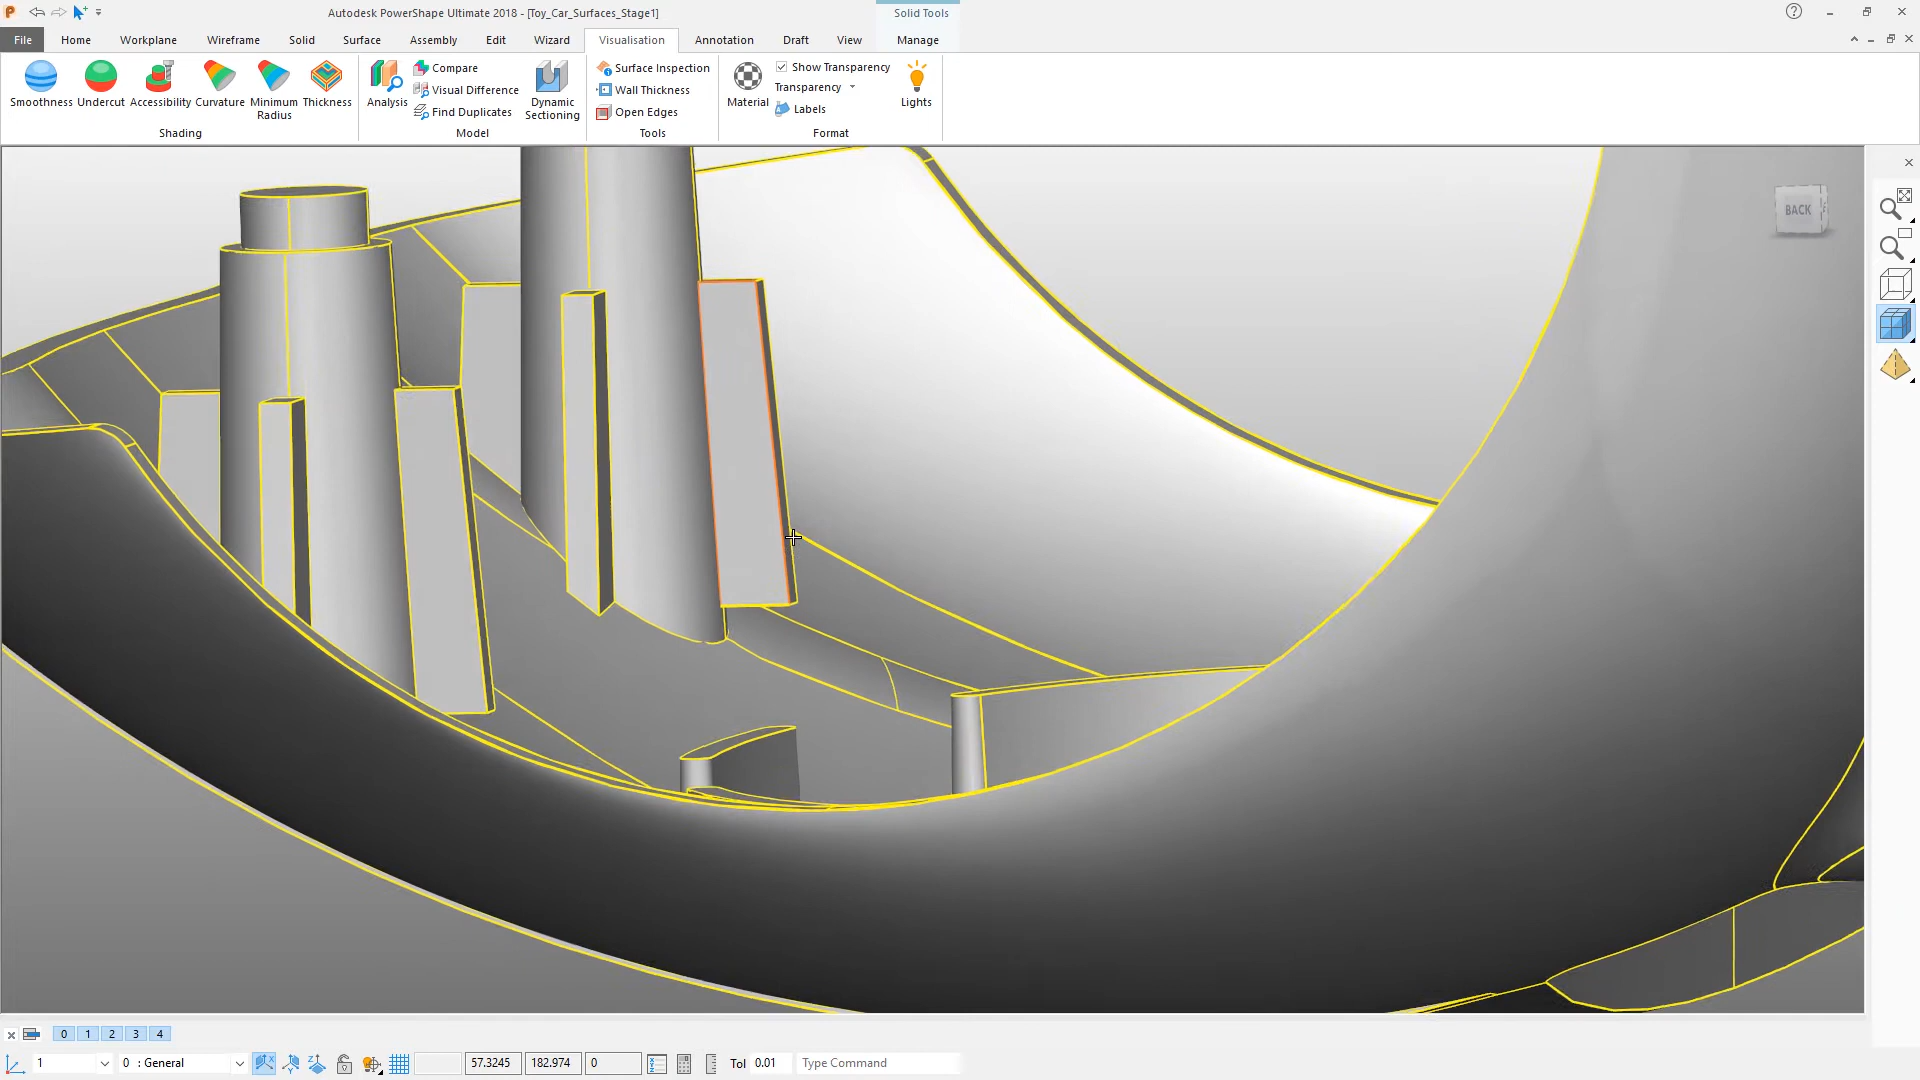 Autodesk PowerShape Ultimate 2018 - [Toy_Car_Surfaces_Stage1]
Solid Tools
File Home Workplane Wireframe Solid Surface Assembly Edit Wizard Visualisation Annotation Draft View Manage
Smoothness Undercut Accessibility Curvature Minimum Radius Thickness
Shading
Analysis Compare
Visual Difference
Find Duplicates
Dynamic Sectioning
Model
Surface Inspection
Wall Thickness
Open Edges
Tools
Material
Show Transparency
Transparency
Labels
Lights
Format
BACK
0 1 2 3 4
1 0 : General 57.3245 182.974 0 Tol 0.01 Type Command